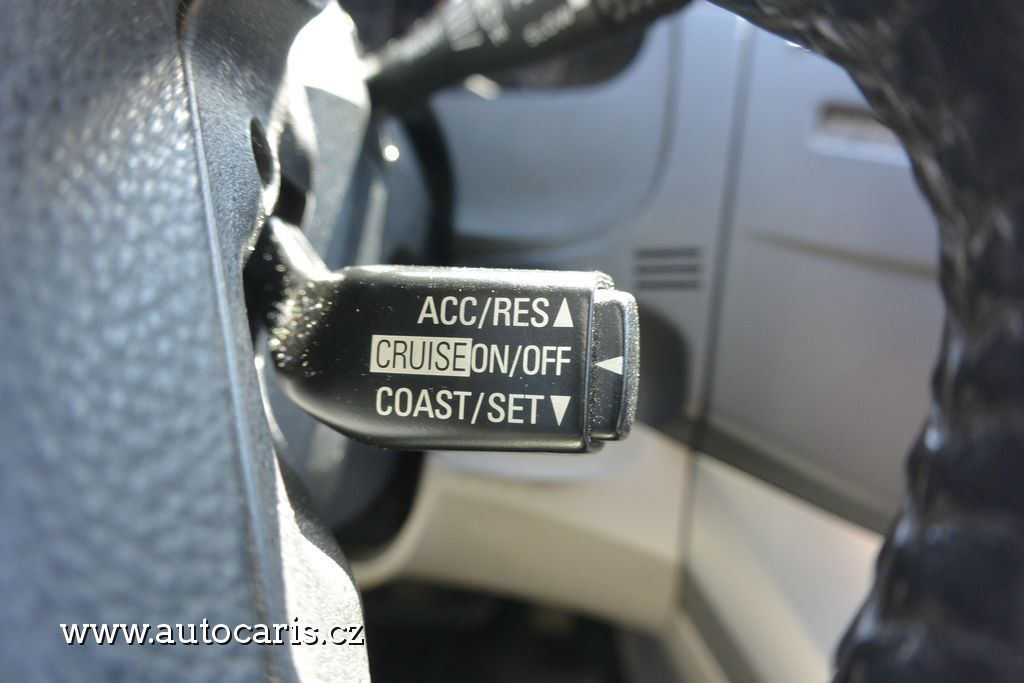 ACC/RES▲
CRUISE ON/OFF ◀
COAST/SET▼
www.autocaris.cz